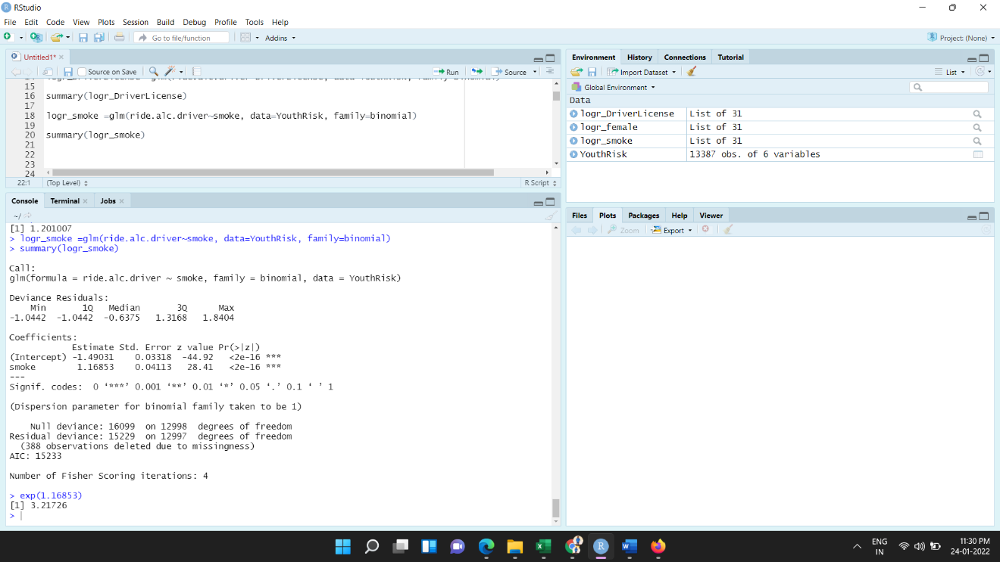 RStudio
File Edit Code View Plots Session Build Debug Profile Tools Help
Go to file/function
Addins
Project: (None)
Untitled1*
Source on Save
Run
Source
15
16 summary(logr_DriverLicense)
17
18 logr_smoke =glm(ride.alc.driver~smoke, data=YouthRisk, family=binomial)
19
20 summary(logr_smoke)
21
22
23
24
22:1 (Top Level) R Script
Console Terminal Jobs
~/
[1] 1.201007
> logr_smoke =glm(ride.alc.driver~smoke, data=YouthRisk, family=binomial)
> summary(logr_smoke)
Call:
glm(formula = ride.alc.driver ~ smoke, family = binomial, data = YouthRisk)
Deviance Residuals:
Min 1Q Median 3Q Max
-1.0442 -1.0442 -0.6375 1.3168 1.8404
Coefficients:
Estimate Std. Error z value Pr(>|z|)
(Intercept) -1.49031 0.03318 -44.92 <2e-16 ***
smoke 1.16853 0.04113 28.41 <2e-16 ***
---
Signif. codes: 0 ‘***’ 0.001 ‘**’ 0.01 ‘*’ 0.05 ‘.’ 0.1 ‘ ’ 1
(Dispersion parameter for binomial family taken to be 1)
Null deviance: 16099 on 12998 degrees of freedom
Residual deviance: 15229 on 12997 degrees of freedom
(388 observations deleted due to missingness)
AIC: 15233
Number of Fisher Scoring iterations: 4
> exp(1.16853)
[1] 3.21726
>
Environment History Connections Tutorial
Import Dataset
List
Global Environment
Data
logr_DriverLicense List of 31
logr_female List of 31
logr_smoke List of 31
YouthRisk 13387 obs. of 6 variables
Files Plots Packages Help Viewer
Zoom Export
ENG
IN
11:30 PM
24-01-2022